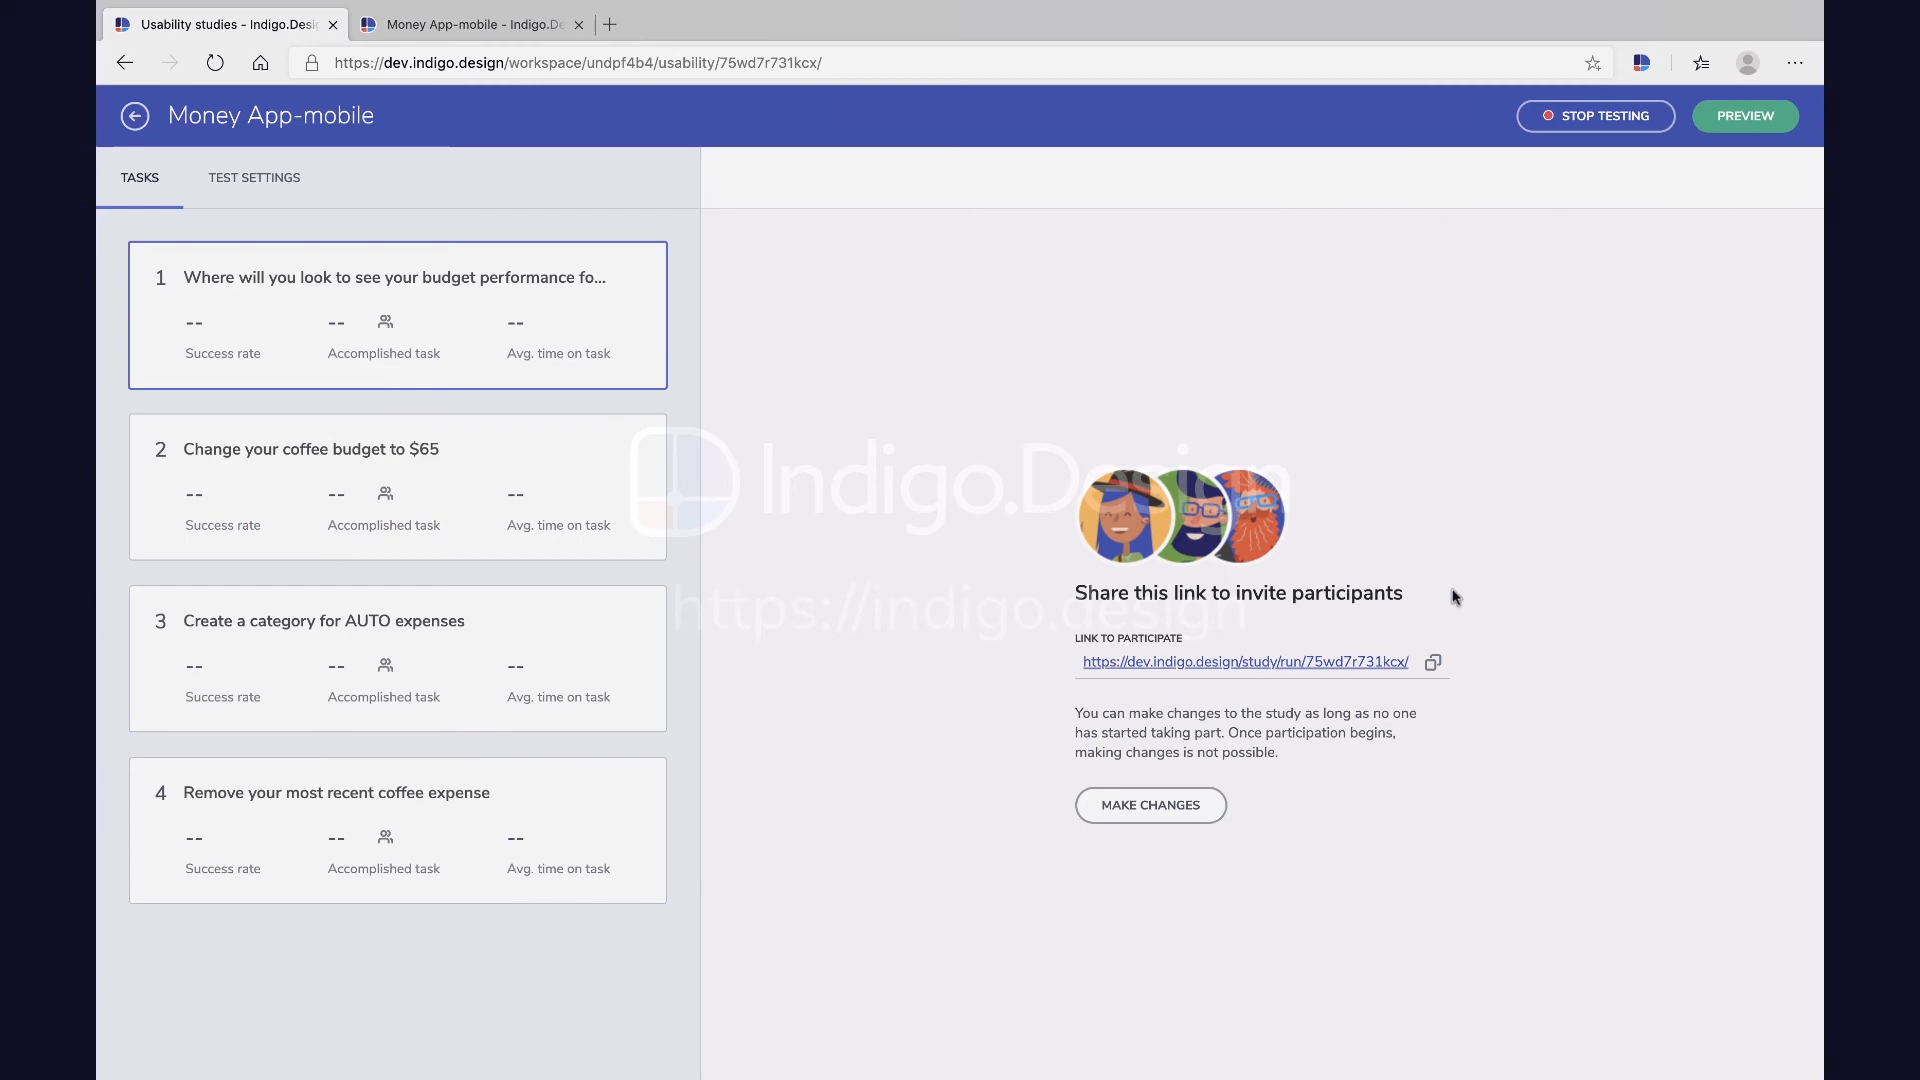 Usability studies - Indigo.Desi
Money App-mobile - Indigo.De
https://dev.indigo.design/workspace/undpf4b4/usability/75wd7r731kcx/
Money App-mobile
STOP TESTING
PREVIEW
TASKS
TEST SETTINGS
1 Where will you look to see your budget performance fo...
-- -- --
Success rate Accomplished task Avg. time on task
2 Change your coffee budget to $65
-- -- --
Success rate Accomplished task Avg. time on task
3 Create a category for AUTO expenses
-- -- --
Success rate Accomplished task Avg. time on task
4 Remove your most recent coffee expense
-- -- --
Success rate Accomplished task Avg. time on task
Indigo.Design
https://indigo.design
Share this link to invite participants
LINK TO PARTICIPATE
https://dev.indigo.design/study/run/75wd7r731kcx/
You can make changes to the study as long as no one
has started taking part. Once participation begins,
making changes is not possible.
MAKE CHANGES